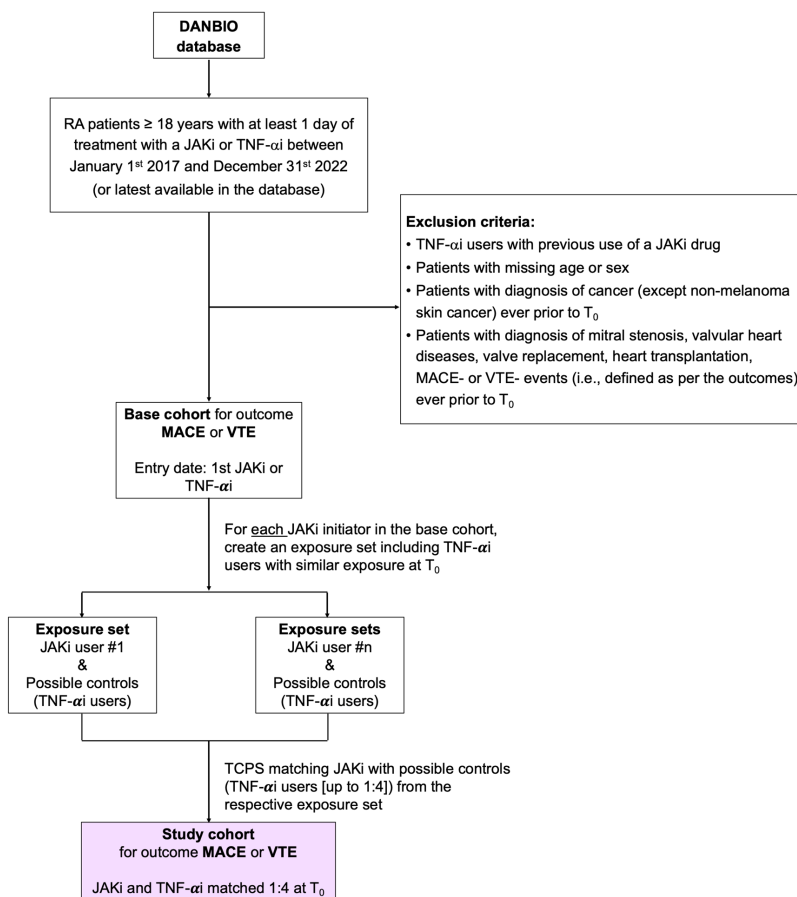 DANBIO
database
RA patients ≥ 18 years with at least 1 day of
treatment with a JAKi or TNF-αi between
January 1st 2017 and December 31st 2022
(or latest available in the database)
Exclusion criteria:
• TNF-αi users with previous use of a JAKi drug
• Patients with missing age or sex
• Patients with diagnosis of cancer (except non-melanoma
skin cancer) ever prior to T0
• Patients with diagnosis of mitral stenosis, valvular heart
diseases, valve replacement, heart transplantation,
MACE- or VTE- events (i.e., defined as per the outcomes)
ever prior to T0
Base cohort for outcome
MACE or VTE
Entry date: 1st JAKi or
TNF-αi
For each JAKi initiator in the base cohort,
create an exposure set including TNF-αi
users with similar exposure at T0
Exposure set
JAKi user #1
&
Possible controls
(TNF-αi users)
Exposure sets
JAKi user #n
&
Possible controls
(TNF-αi users)
TCPS matching JAKi with possible controls
(TNF-αi users [up to 1:4]) from the
respective exposure set
Study cohort
for outcome MACE or VTE
JAKi and TNF-αi matched 1:4 at T0